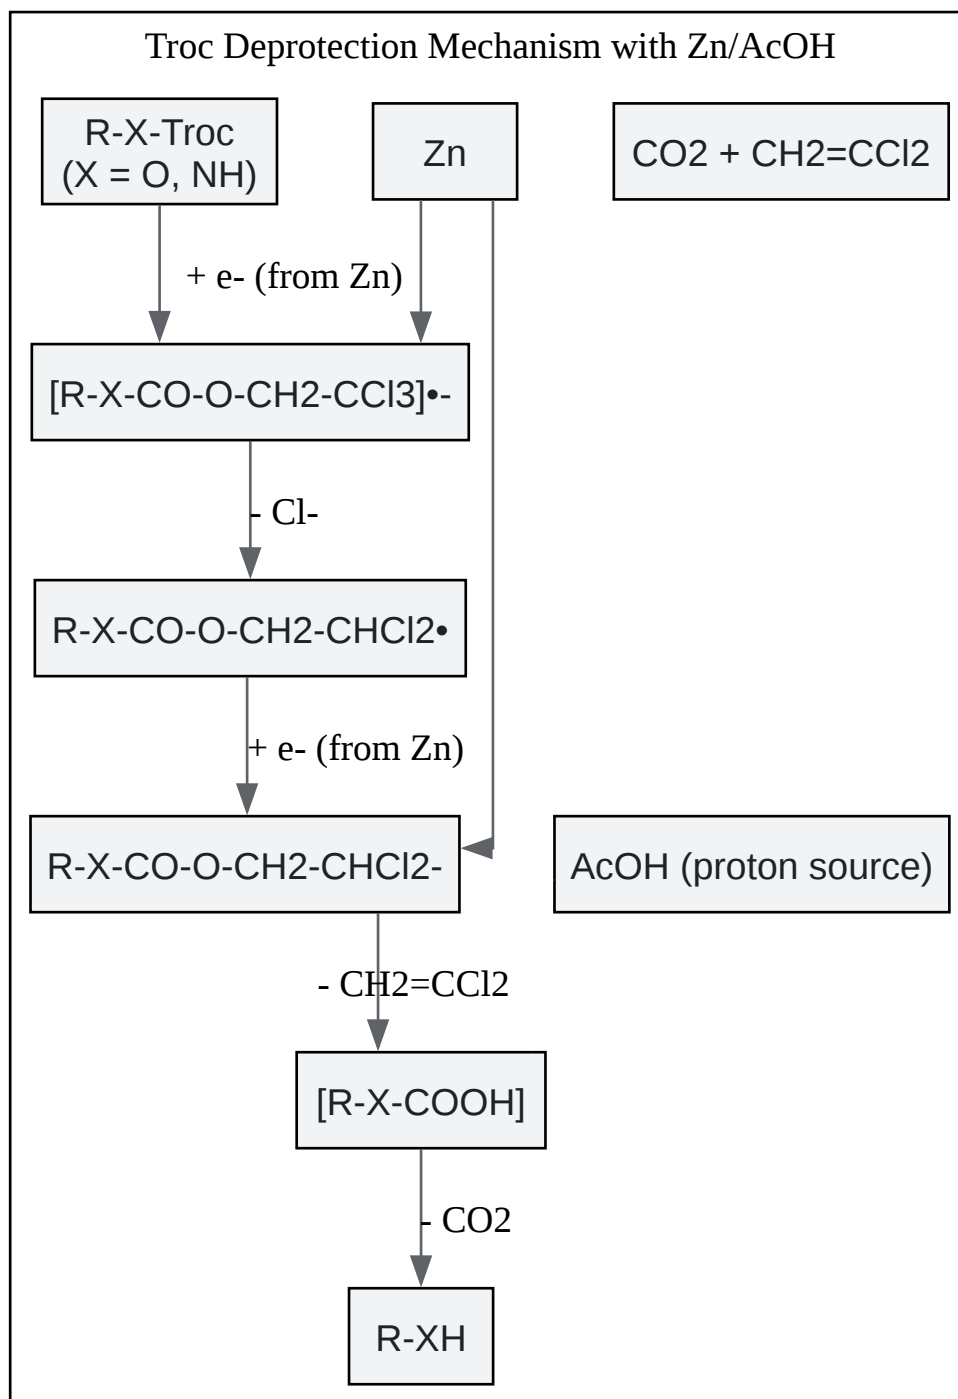 Troc Deprotection Mechanism with Zn/AcOH
R-X-Troc
(X = O, NH)
Zn
CO2 + CH2=CCl2
+ e- (from Zn)
[R-X-CO-O-CH2-CCl3]•-
- Cl-
R-X-CO-O-CH2-CHCl2•
+ e- (from Zn)
R-X-CO-O-CH2-CHCl2-
AcOH (proton source)
- CH2=CCl2
[R-X-COOH]
- CO2
R-XH